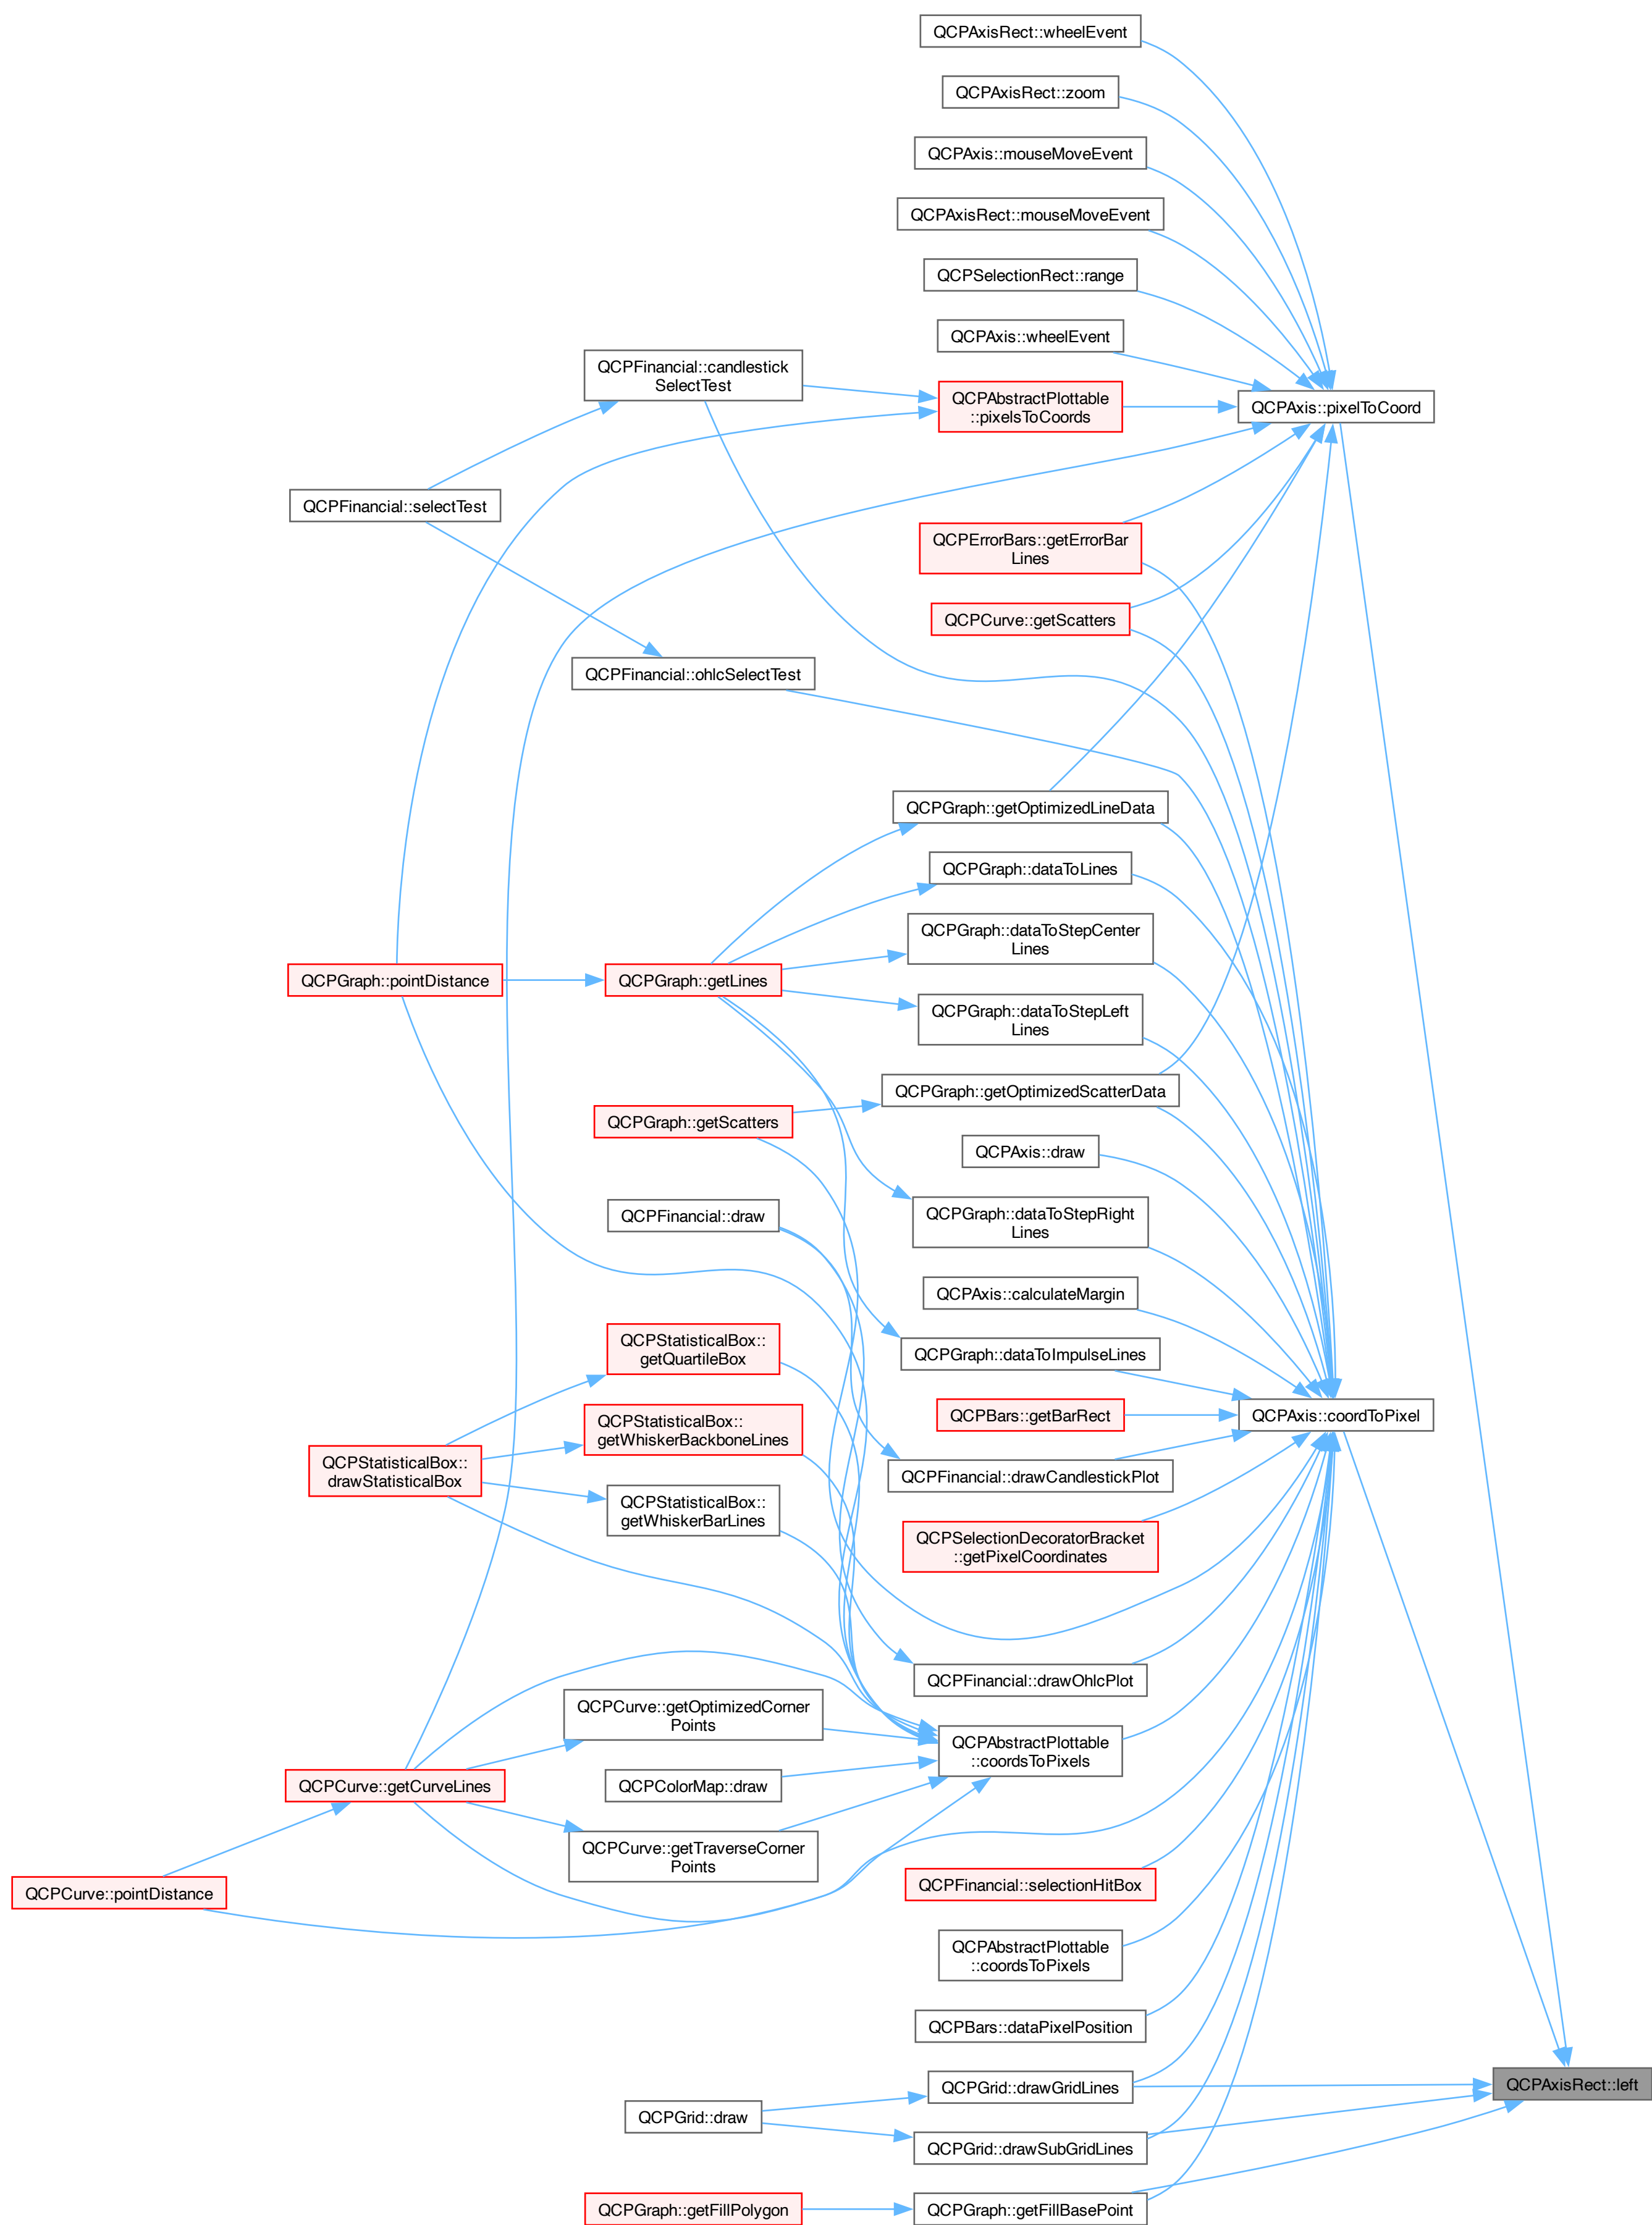 QCPAxisRect::wheelEvent
QCPAxisRect::zoom
QCPAxis::mouseMoveEvent
QCPAxisRect::mouseMoveEvent
QCPSelectionRect::range
QCPAxis::wheelEvent
QCPFinancial::candlestick
SelectTest
QCPAbstractPlottable
::pixelsToCoords
QCPAxis::pixelToCoord
QCPFinancial::selectTest
QCPErrorBars::getErrorBar
Lines
QCPCurve::getScatters
QCPFinancial::ohlcSelectTest
QCPGraph::getOptimizedLineData
QCPGraph::dataToLines
QCPGraph::dataToStepCenter
Lines
QCPGraph::pointDistance
QCPGraph::getLines
QCPGraph::dataToStepLeft
Lines
QCPGraph::getOptimizedScatterData
QCPGraph::getScatters
QCPAxis::draw
QCPFinancial::draw
QCPGraph::dataToStepRight
Lines
QCPAxis::calculateMargin
QCPStatisticalBox::
getQuartileBox
QCPGraph::dataToImpulseLines
QCPStatisticalBox::
getWhiskerBackboneLines
QCPBars::getBarRect
QCPAxis::coordToPixel
QCPStatisticalBox::
drawStatisticalBox
QCPFinancial::drawCandlestickPlot
QCPStatisticalBox::
getWhiskerBarLines
QCPSelectionDecoratorBracket
::getPixelCoordinates
QCPFinancial::drawOhlcPlot
QCPCurve::getOptimizedCorner
Points
QCPAbstractPlottable
::coordsToPixels
QCPCurve::getCurveLines
QCPColorMap::draw
QCPCurve::getTraverseCorner
Points
QCPCurve::pointDistance
QCPFinancial::selectionHitBox
QCPAbstractPlottable
::coordsToPixels
QCPBars::dataPixelPosition
QCPGrid::drawGridLines
QCPAxisRect::left
QCPGrid::draw
QCPGrid::drawSubGridLines
QCPGraph::getFillPolygon
QCPGraph::getFillBasePoint